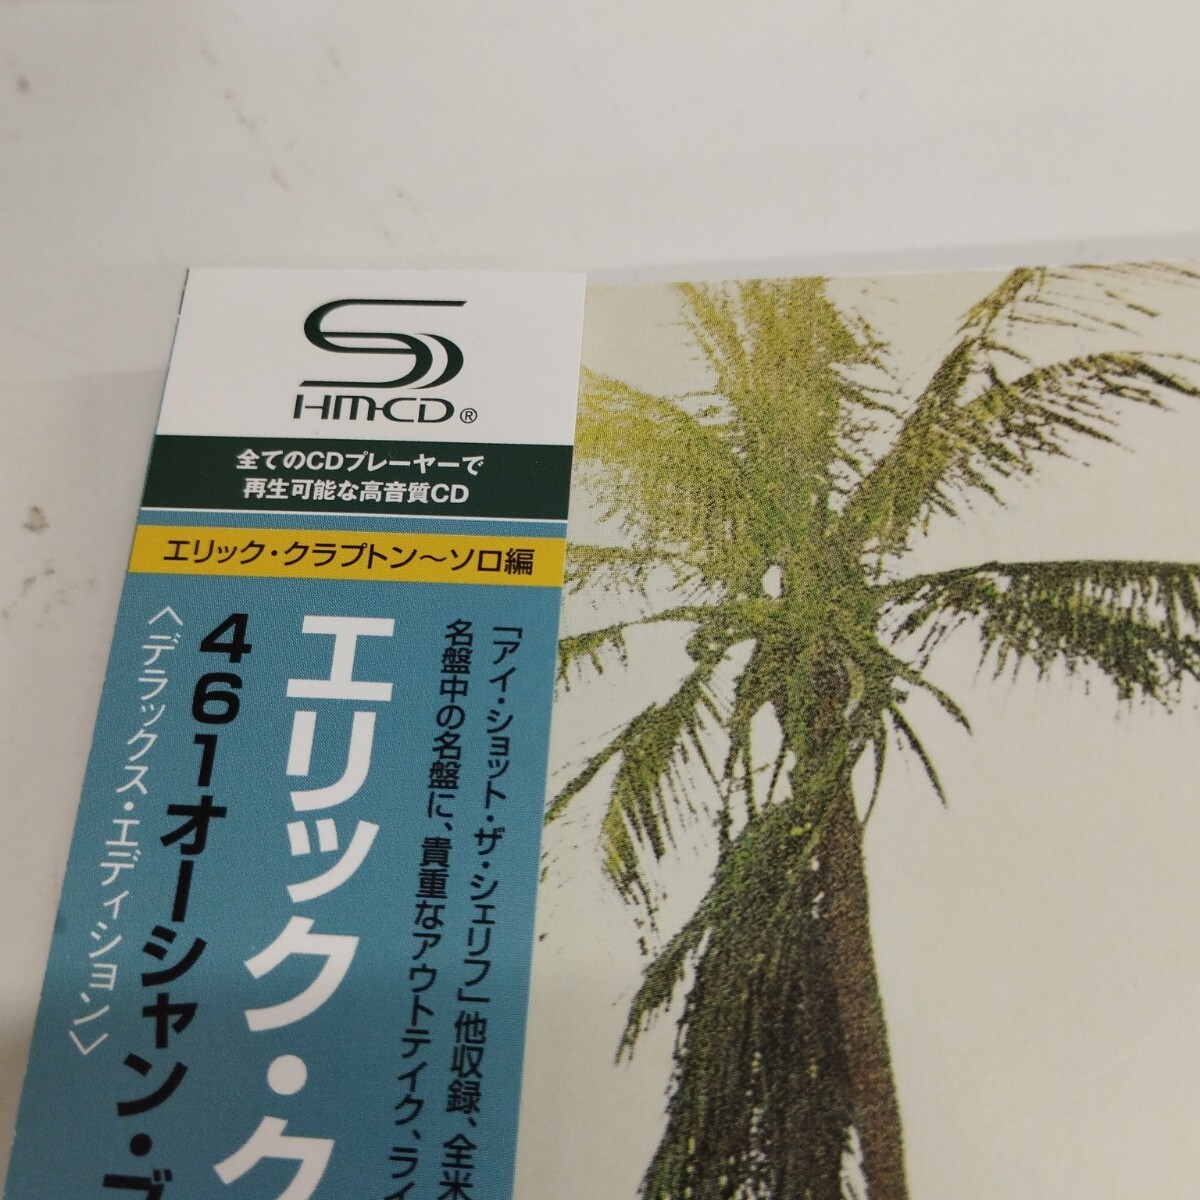 SHM-CD®
全てのCDプレーヤーで
再生可能な高音質CD
エリック・クラプトン〜ソロ編
「アイ・ショット・ザ・シェリフ」他収録、全米
名盤中の名盤に、貴重なアウトテイク、ライ
エリック・ク
461オーシャン・ブ
〈デラックス・エディション〉